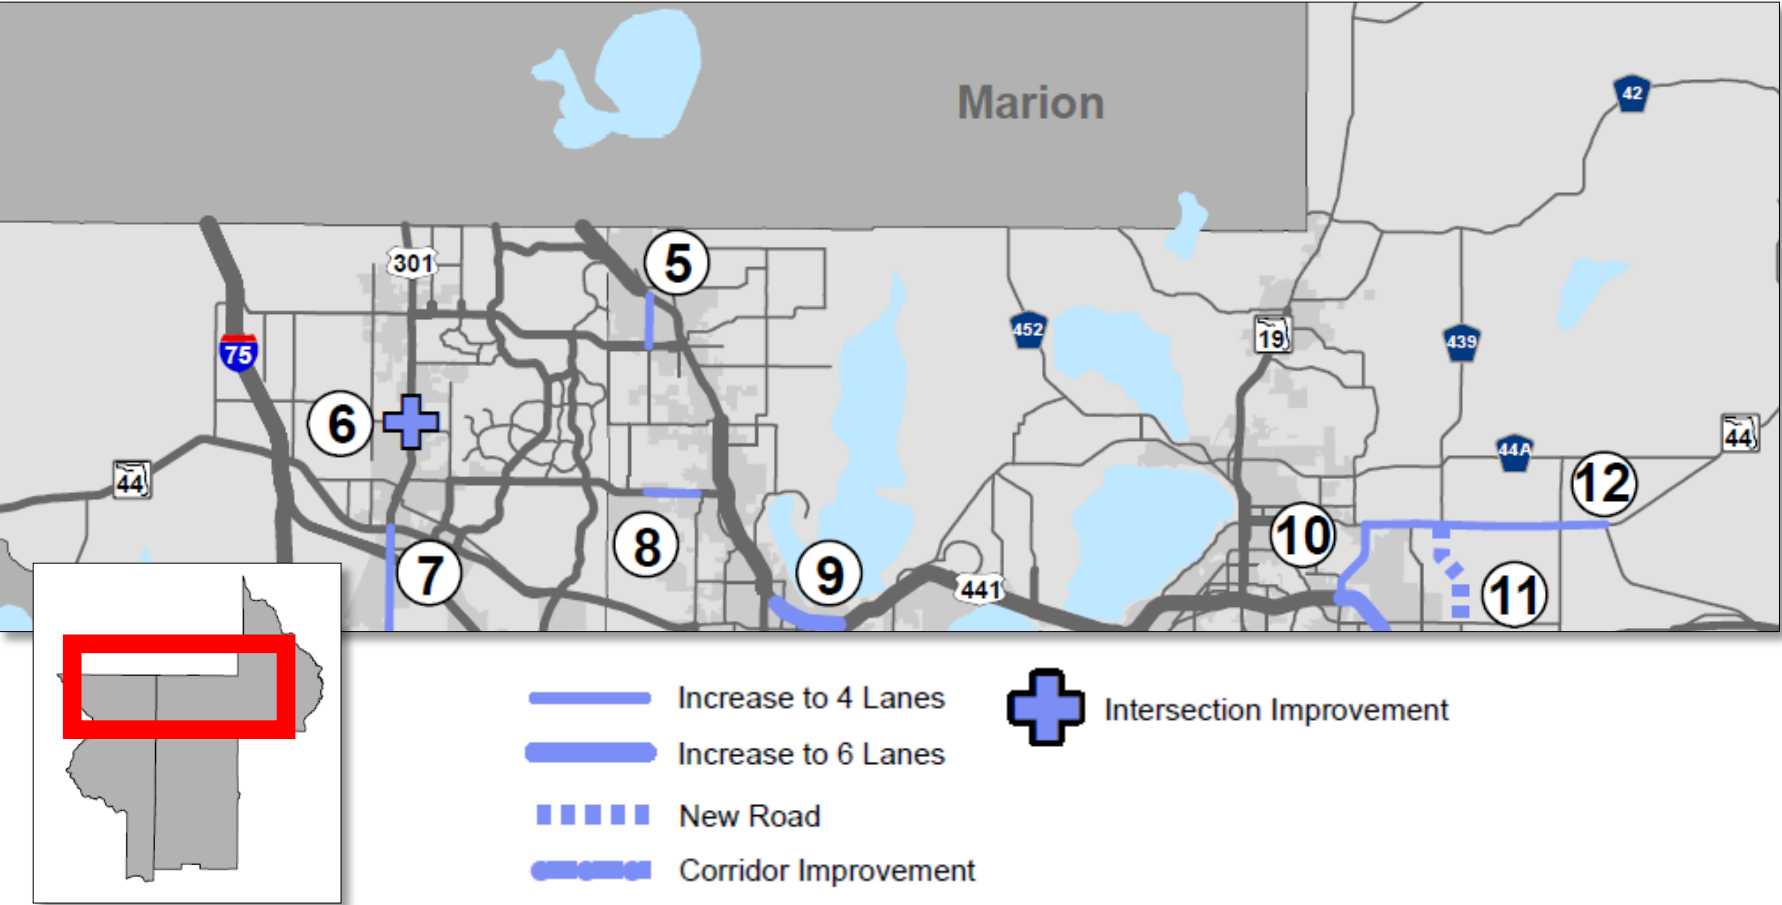 Marion
42
5
301
452
19
439
75
6
44
44A
44
12
8
10
7
9
441
11
Increase to 4 Lanes
Intersection Improvement
Increase to 6 Lanes
New Road
Corridor Improvement